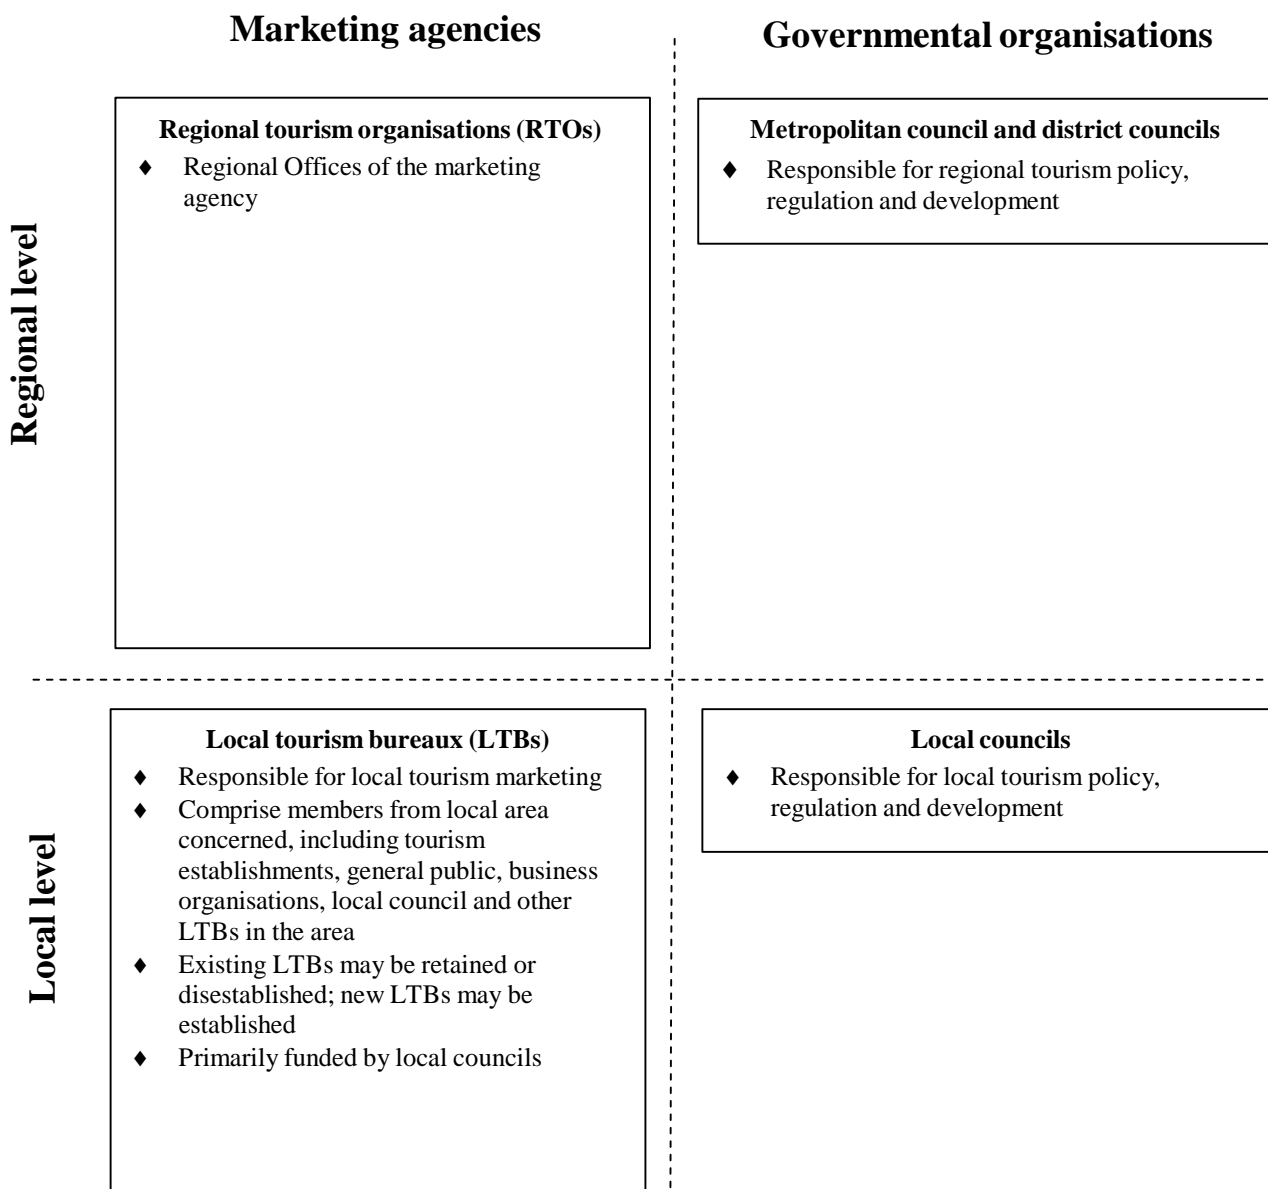 Marketing agencies
Governmental organisations
Regional level
Regional tourism organisations (RTOs)
♦ Regional Offices of the marketing
agency
Metropolitan council and district councils
♦ Responsible for regional tourism policy,
regulation and development
Local level
Local tourism bureaux (LTBs)
♦ Responsible for local tourism marketing
♦ Comprise members from local area
concerned, including tourism
establishments, general public, business
organisations, local council and other
LTBs in the area
♦ Existing LTBs may be retained or
disestablished; new LTBs may be
established
♦ Primarily funded by local councils
Local councils
♦ Responsible for local tourism policy,
regulation and development